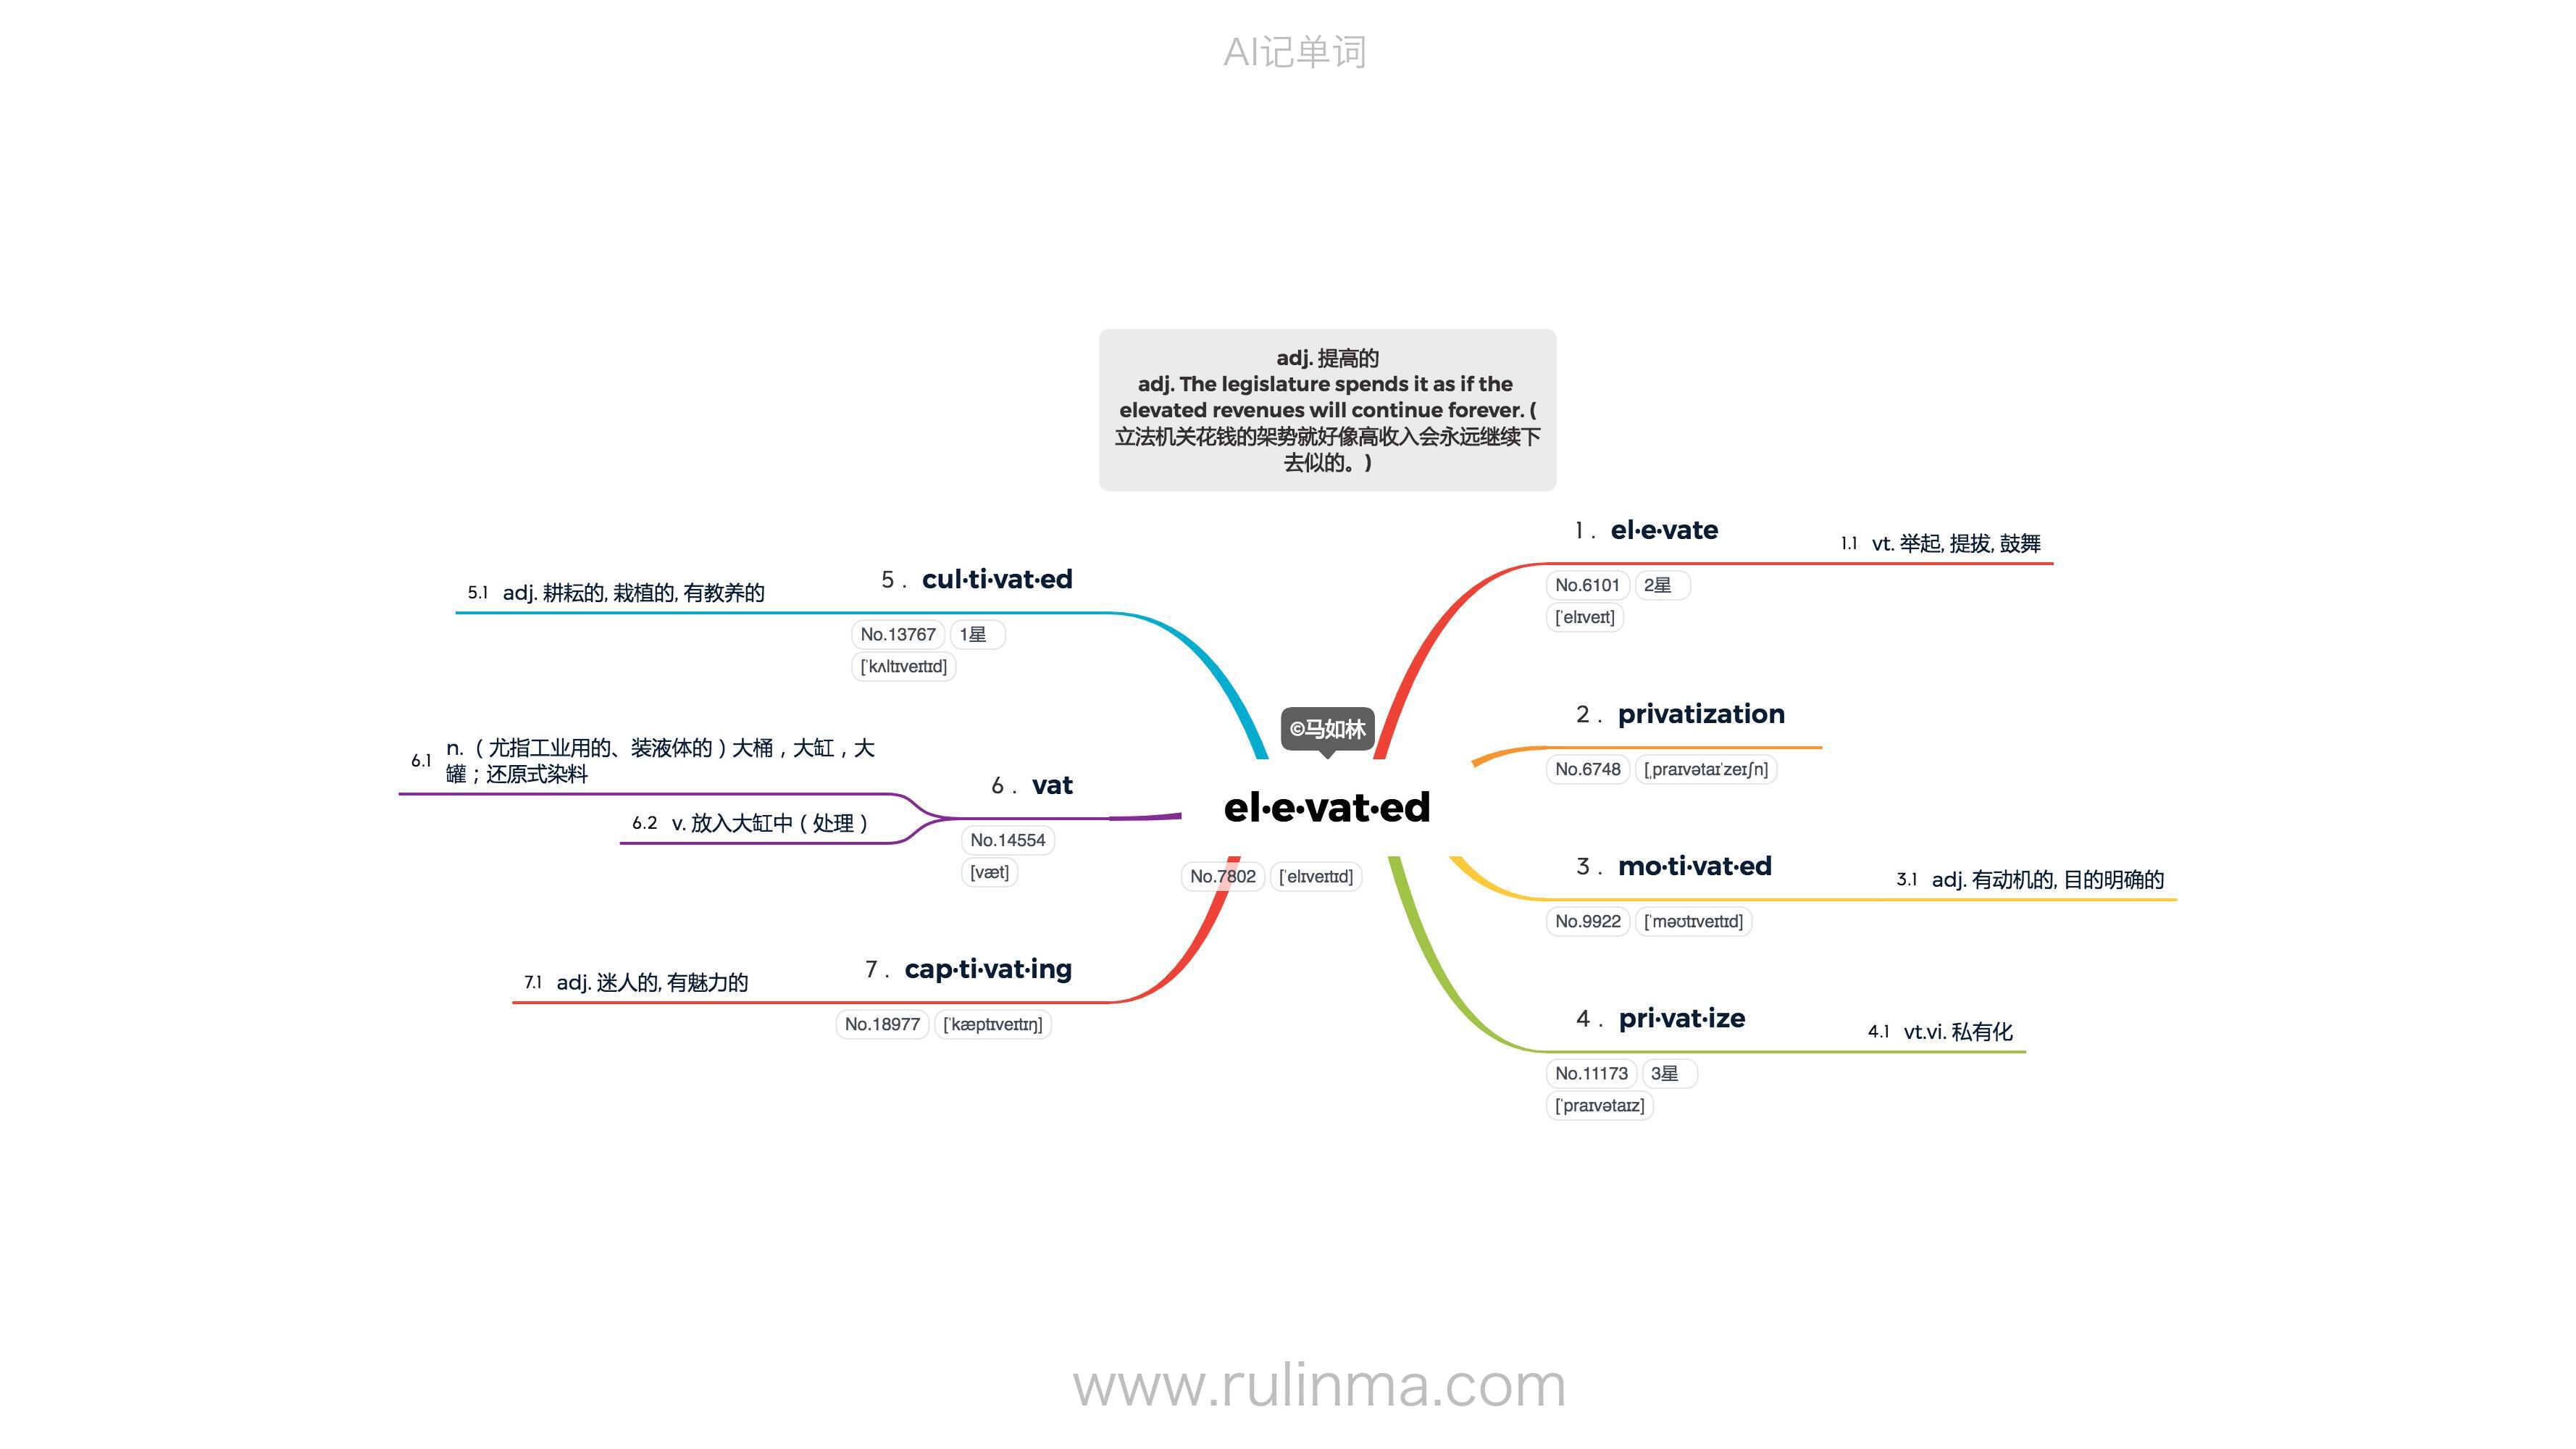 AI记单词
adj. 提高的
adj. The legislature spends it as if the
elevated revenues will continue forever. (
立法机关花钱的架势就好像高收入会永远继续下
去似的。)
©马如林
el·e·vat·ed
No.7802 [ˈelɪveɪtɪd]
1 . el·e·vate
No.6101 2星
[ˈelɪveɪt]
1.1 vt. 举起, 提拔, 鼓舞
2 . privatization
No.6748 [ˌpraɪvətaɪˈzeɪʃn]
3 . mo·ti·vat·ed
No.9922 [ˈməʊtɪveɪtɪd]
3.1 adj. 有动机的, 目的明确的
4 . pri·vat·ize
No.11173 3星
[ˈpraɪvətaɪz]
4.1 vt.vi. 私有化
5 . cul·ti·vat·ed
No.13767 1星
[ˈkʌltɪveɪtɪd]
5.1 adj. 耕耘的, 栽植的, 有教养的
6 . vat
No.14554
[væt]
6.1 n.（尤指工业用的、装液体的）大桶，大缸，大
罐；还原式染料
6.2 v. 放入大缸中（处理）
7 . cap·ti·vat·ing
No.18977 [ˈkæptɪveɪtɪŋ]
7.1 adj. 迷人的, 有魅力的
www.rulinma.com